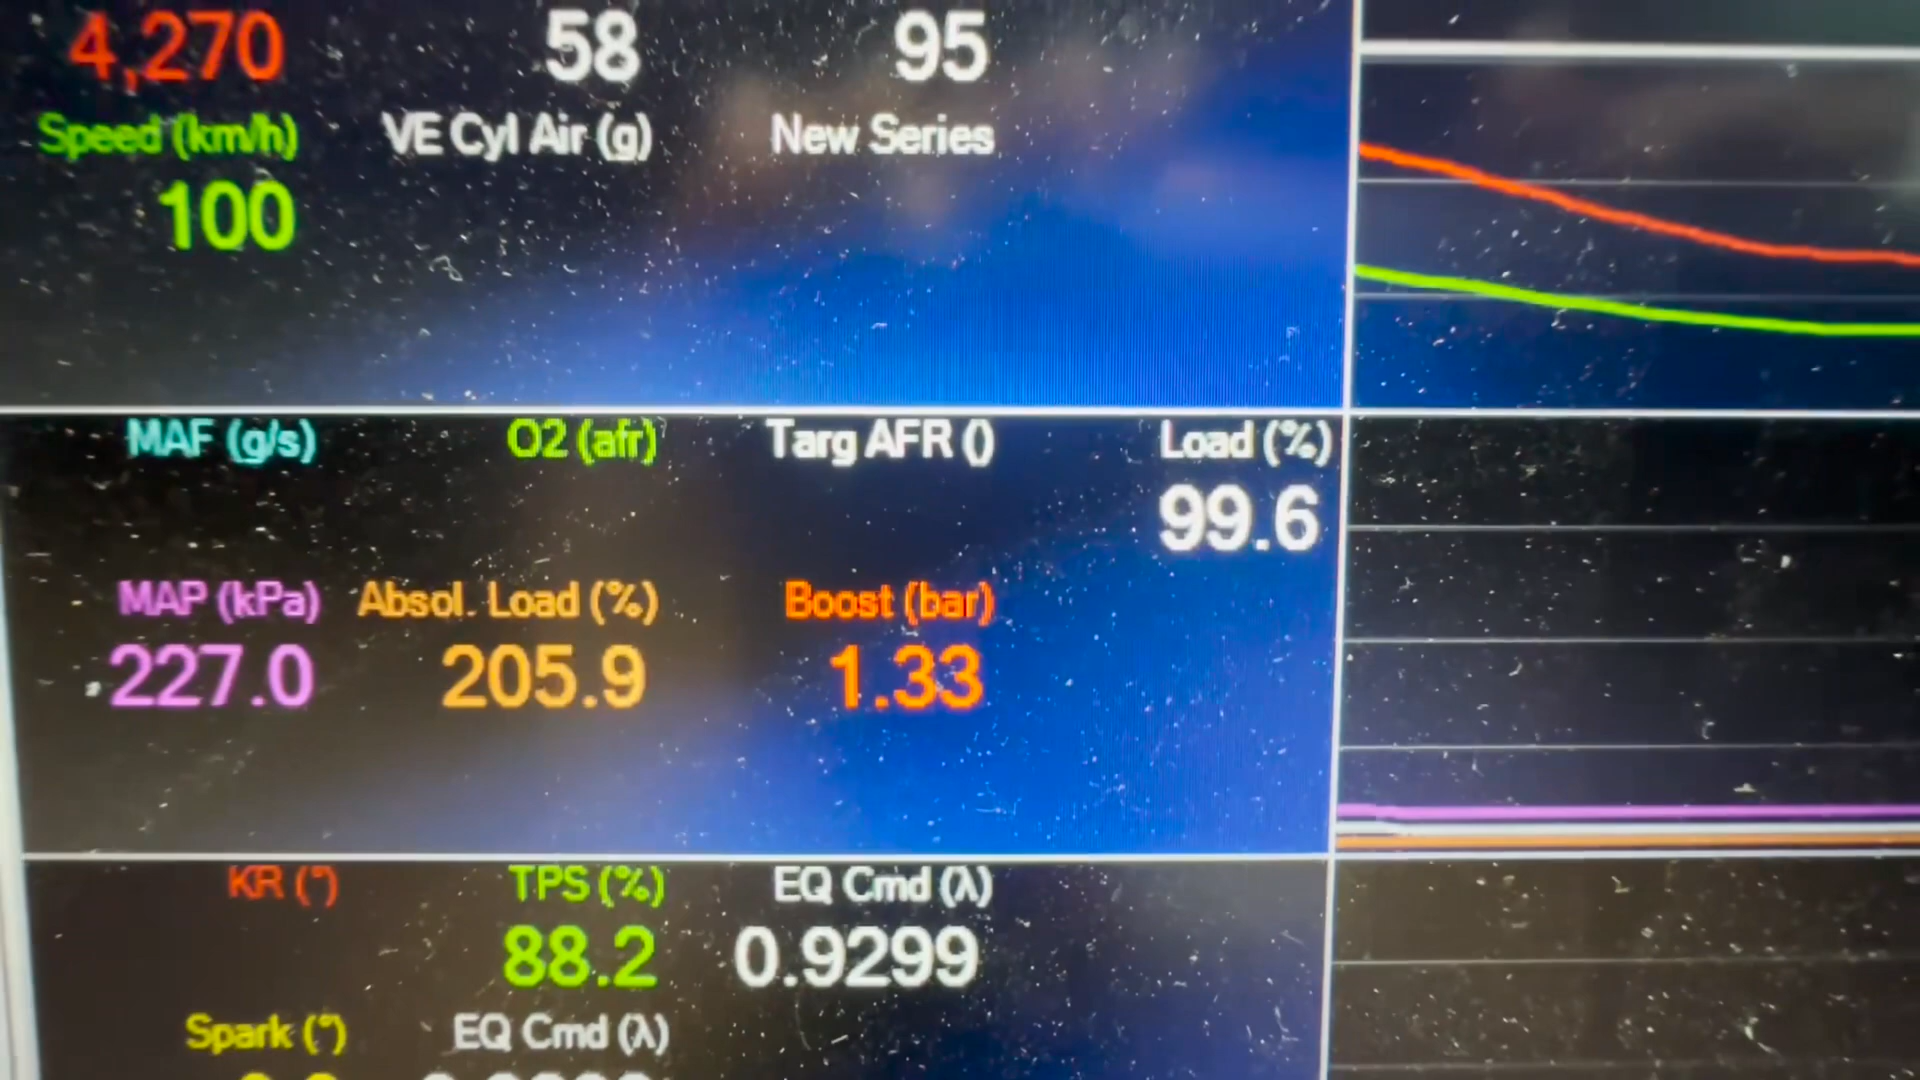 4,270 58 95
Speed (km/h) VE Cyl Air (g) New Series
100
MAF (g/s) O2 (afr) Targ AFR () Load (%)
99.6
MAP (kPa) Absol. Load (%) Boost (bar)
227.0 205.9 1.33
KR (°) TPS (%) EQ Cmd (λ)
88.2 0.9299
Spark (°) EQ Cmd (λ)